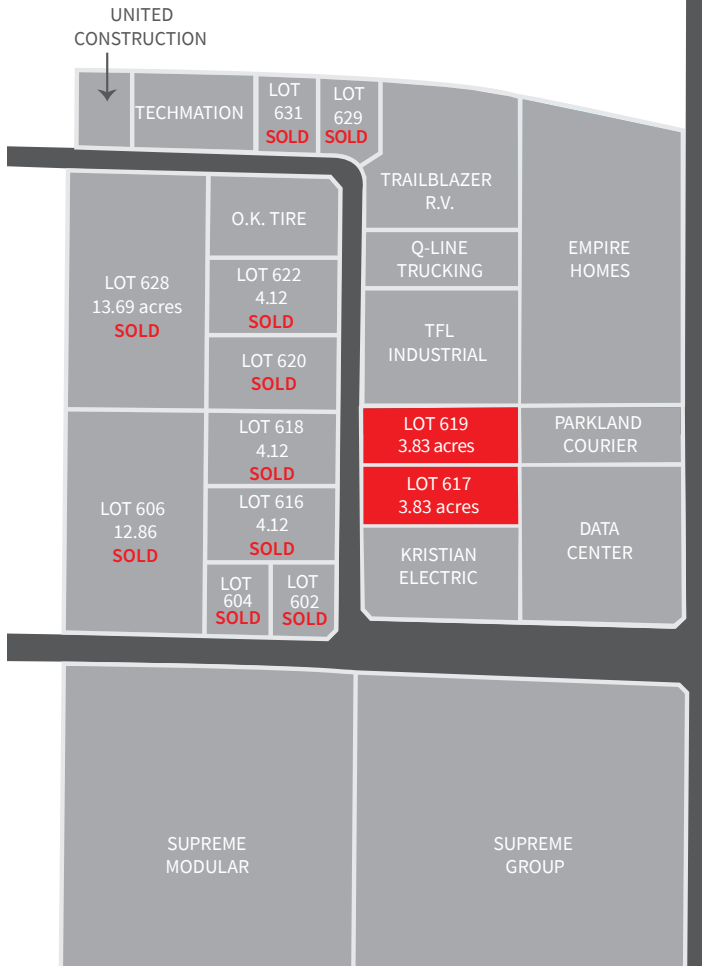 UNITED
CONSTRUCTION
TECHMATION
LOT
631
SOLD
LOT
629
SOLD
TRAILBLAZER
R.V.
O.K. TIRE
Q-LINE
TRUCKING
EMPIRE
HOMES
LOT 628
13.69 acres
SOLD
LOT 622
4.12
SOLD
TFL
INDUSTRIAL
LOT 620
SOLD
LOT 619
3.83 acres
PARKLAND
COURIER
LOT 618
4.12
SOLD
LOT 617
3.83 acres
LOT 606
12.86
SOLD
LOT 616
4.12
SOLD
DATA
CENTER
KRISTIAN
ELECTRIC
LOT
604
SOLD
LOT
602
SOLD
SUPREME
MODULAR
SUPREME
GROUP